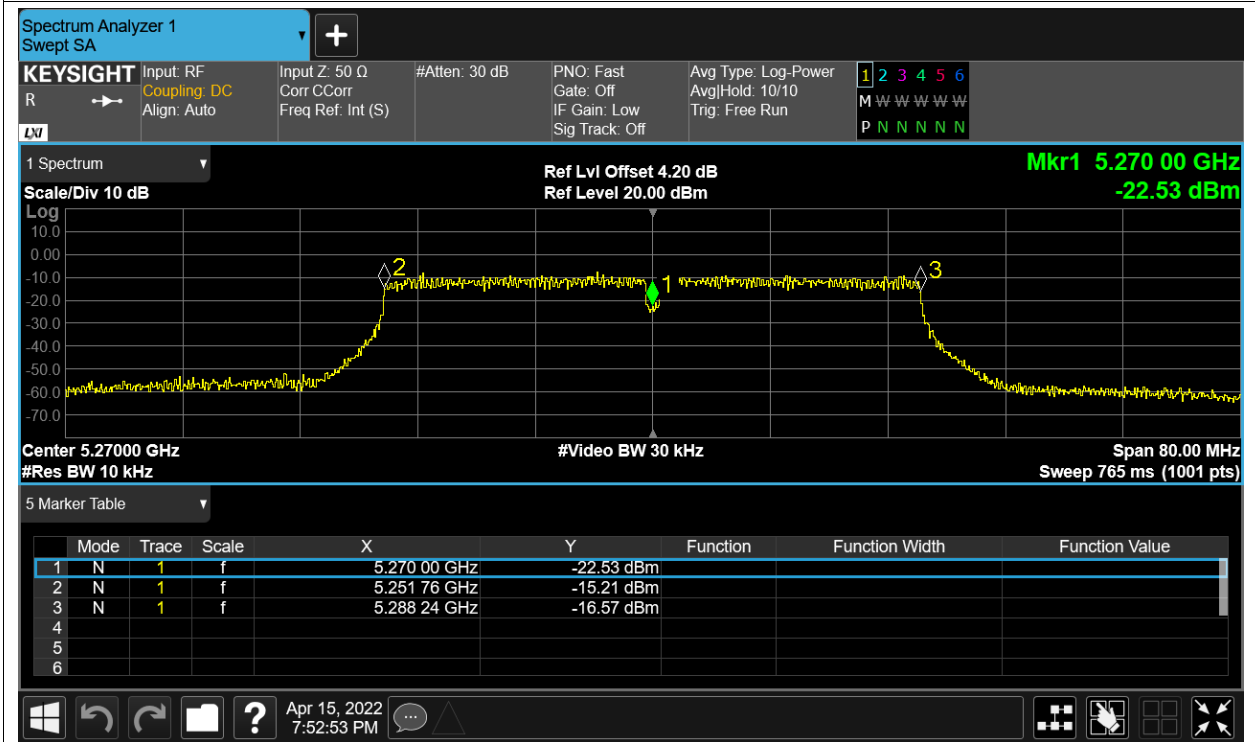 Spectrum Analyzer 1
Swept SA
KEYSIGHT
R
LXI
Input: RF
Coupling: DC
Align: Auto
Input Z: 50 Ω
Corr CCorr
Freq Ref: Int (S)
#Atten: 30 dB
PNO: Fast
Gate: Off
IF Gain: Low
Sig Track: Off
Avg Type: Log-Power
Avg|Hold: 10/10
Trig: Free Run
1 2 3 4 5 6
M W W W W W
P N N N N N
1 Spectrum
Scale/Div 10 dB
Ref Lvl Offset 4.20 dB
Ref Level 20.00 dBm
Mkr1 5.270 00 GHz
-22.53 dBm
Log
10.0
0.00
-10.0
-20.0
-30.0
-40.0
-50.0
-60.0
-70.0
2
1
3
Center 5.27000 GHz
#Video BW 30 kHz
Span 80.00 MHz
#Res BW 10 kHz
Sweep 765 ms (1001 pts)
5 Marker Table
Mode Trace Scale X Y Function Function Width Function Value
1 N 1 f 5.270 00 GHz -22.53 dBm
2 N 1 f 5.251 76 GHz -15.21 dBm
3 N 1 f 5.288 24 GHz -16.57 dBm
4
5
6
?
Apr 15, 2022
7:52:53 PM